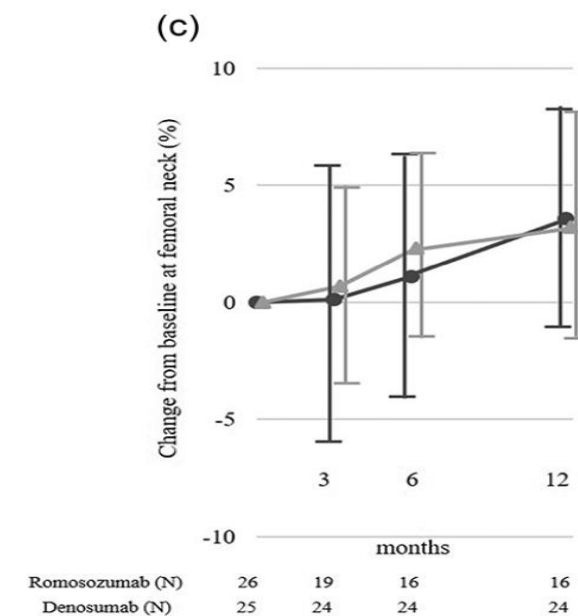 (c)
Change from baseline at femoral neck (%)
10
5
0
-5
-10
3 6 12
months
Romosozumab (N) 26 19 16 16
Denosumab (N) 25 24 24 24